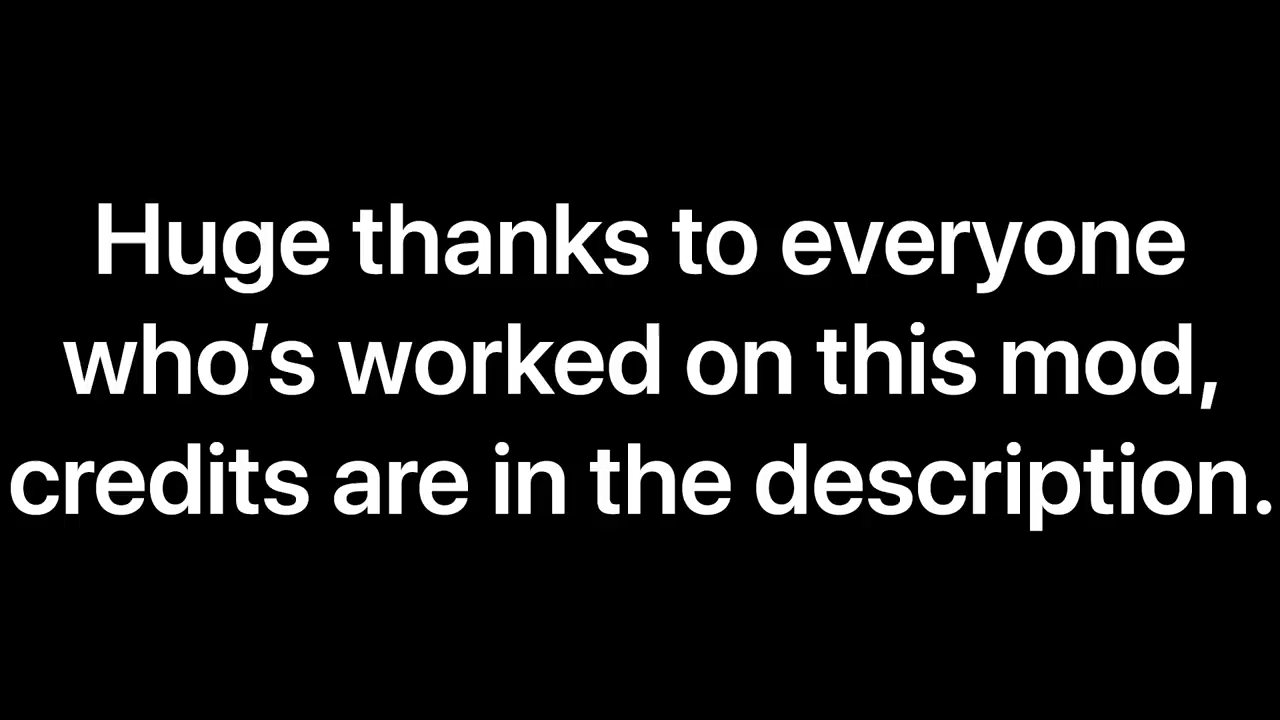 Huge thanks to everyone
who’s worked on this mod,
credits are in the description.